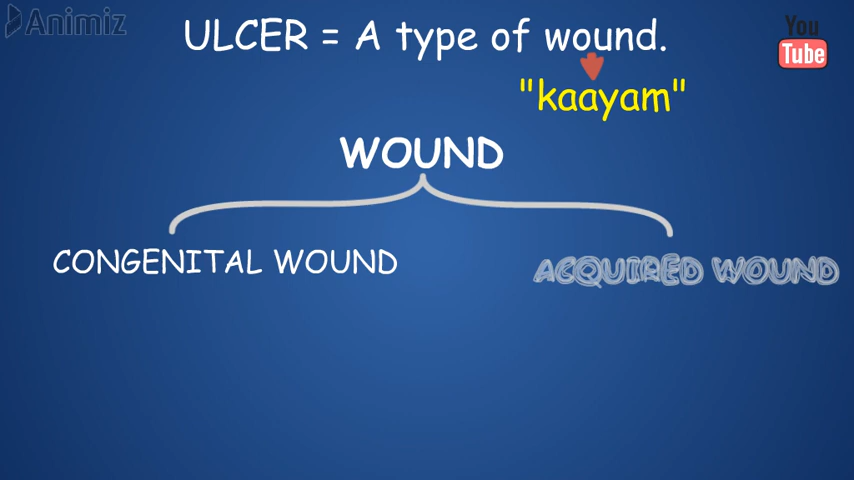 Animiz
ULCER = A type of wound.
You
Tube
"kaayam"
WOUND
CONGENITAL WOUND
ACQUIRED WOUND